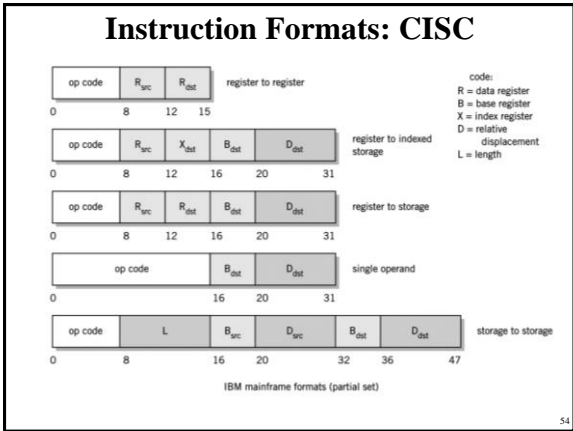 Instruction Formats: CISC
op code Rsrc Rdst register to register
0 8 12 15
code:
R = data register
B = base register
X = index register
D = relative
displacement
L = length
op code Rsrc Xdst Bdst Ddst register to indexed
storage
0 8 12 16 20 31
op code Rsrc Rdst Bdst Ddst register to storage
0 8 12 16 20 31
op code Bdst Ddst single operand
0 16 20 31
op code L Bsrc Dsrc Bdst Ddst storage to storage
0 8 16 20 32 36 47
IBM mainframe formats (partial set)
54